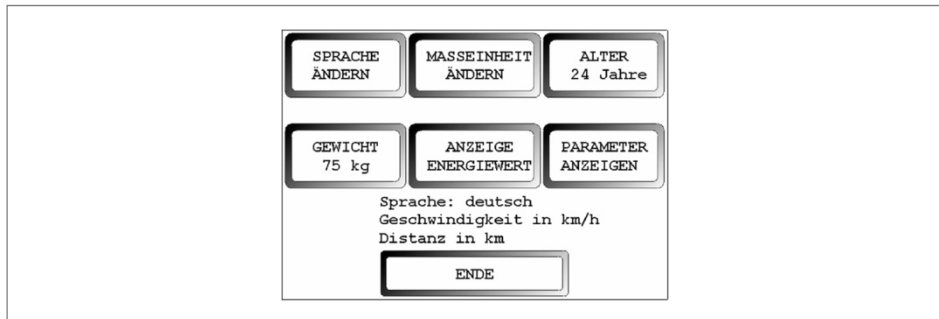 SPRACHE
ÄNDERN
MASSEINHEIT
ÄNDERN
ALTER
24 Jahre
GEWICHT
75 kg
ANZEIGE
ENERGIEWERT
PARAMETER
ANZEIGEN
Sprache: deutsch
Geschwindigkeit in km/h
Distanz in km
ENDE